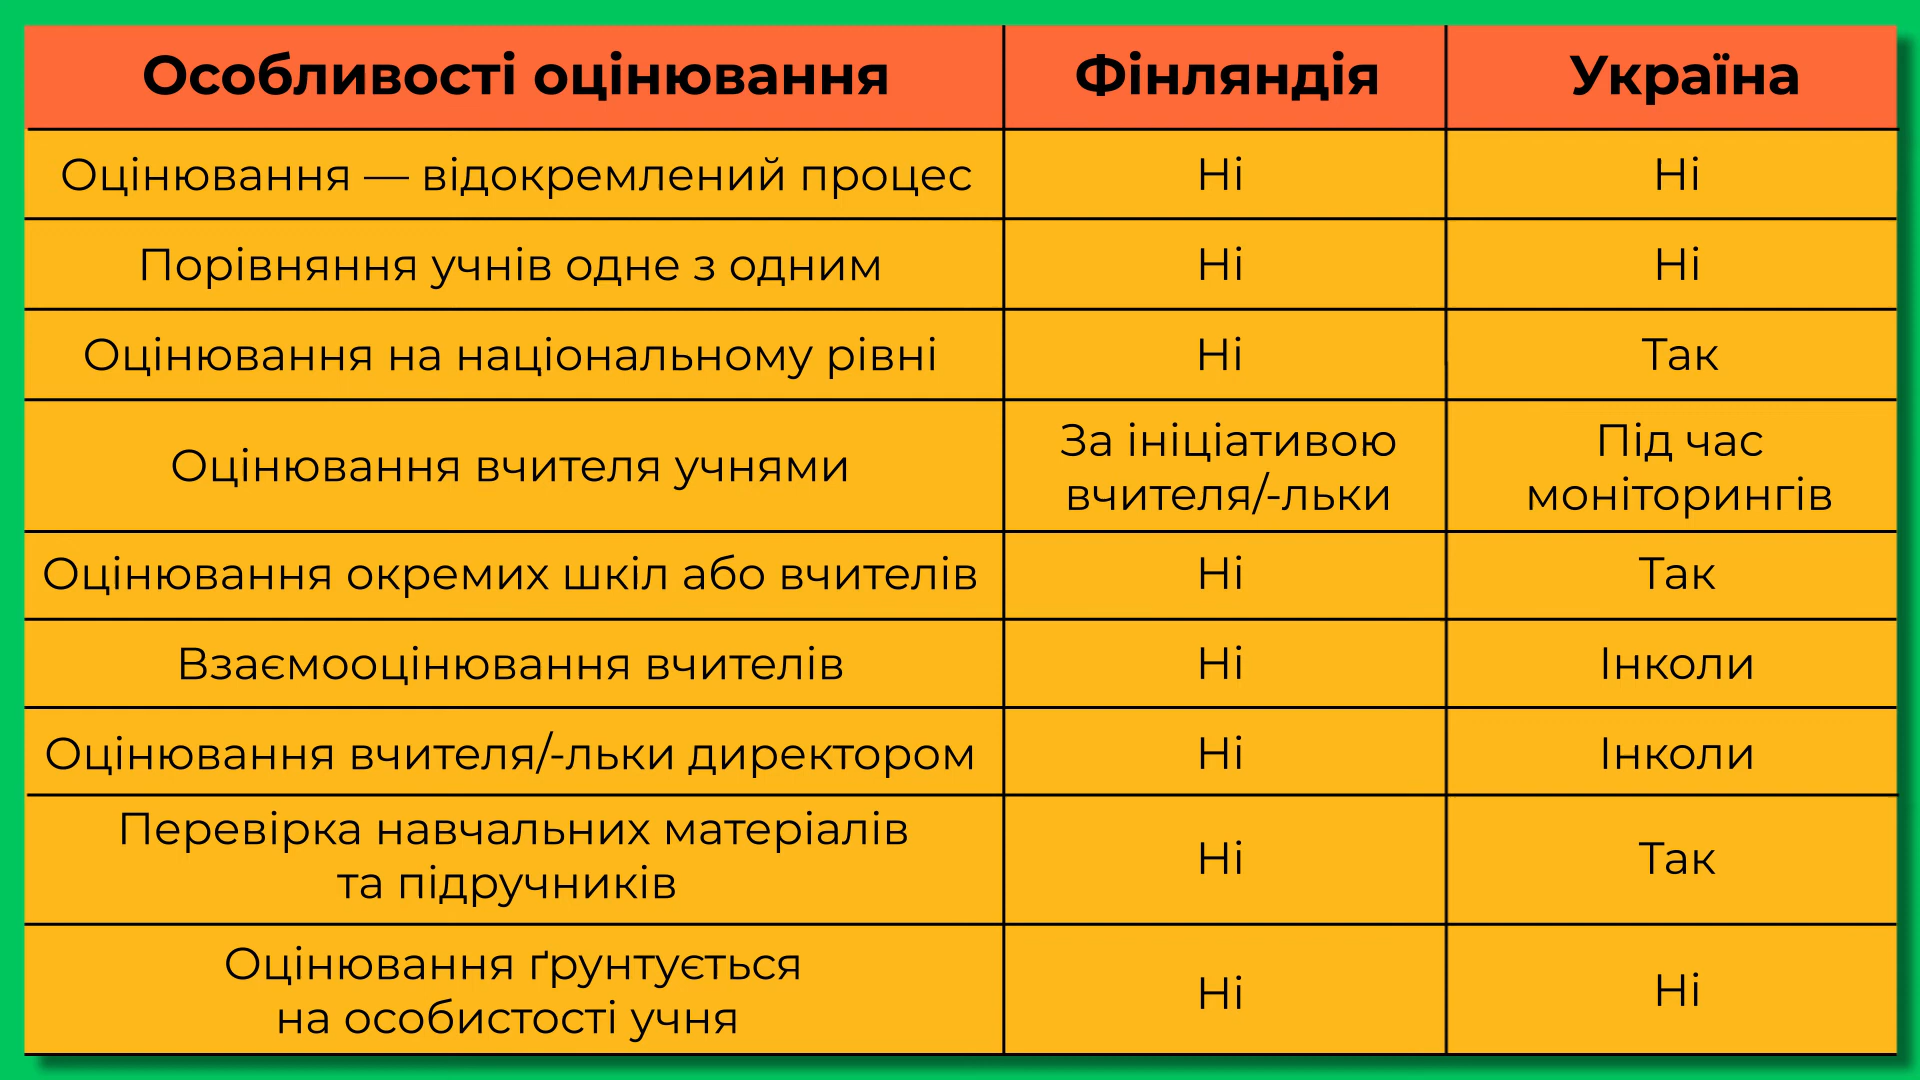 Особливості оцінювання Фінляндія Україна
Оцінювання — відокремлений процес Ні Ні
Порівняння учнів одне з одним Ні Ні
Оцінювання на національному рівні Ні Так
Оцінювання вчителя учнями
За ініціативою
вчителя/-льки
Під час
моніторингів
Оцінювання окремих шкіл або вчителів Ні Так
Взаємооцінювання вчителів Ні Інколи
Оцінювання вчителя/-льки директором Ні Інколи
Перевірка навчальних матеріалів
та підручників
Ні Так
Оцінювання ґрунтується
на особистості учня
Ні Ні